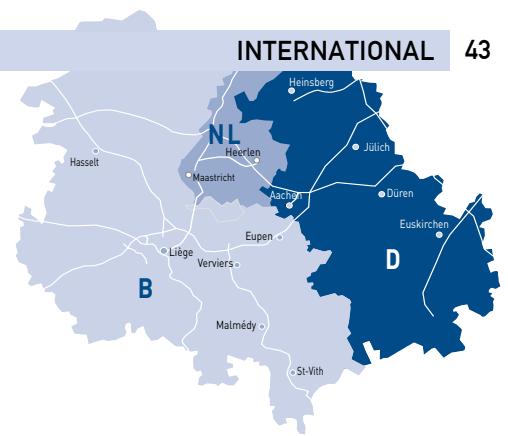 INTERNATIONAL 43
Heinsberg
NL
Jülich
Heerlen
Hasselt
Maastricht
Aachen
Düren
Euskirchen
Eupen
Liège
D
Verviers
B
Malmédy
St-Vith